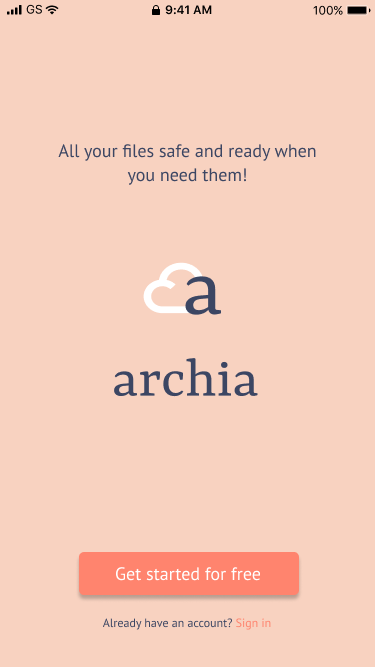 GS 9:41 AM 100%
All your files safe and ready when
you need them!
a
archia
Get started for free
Already have an account? Sign in